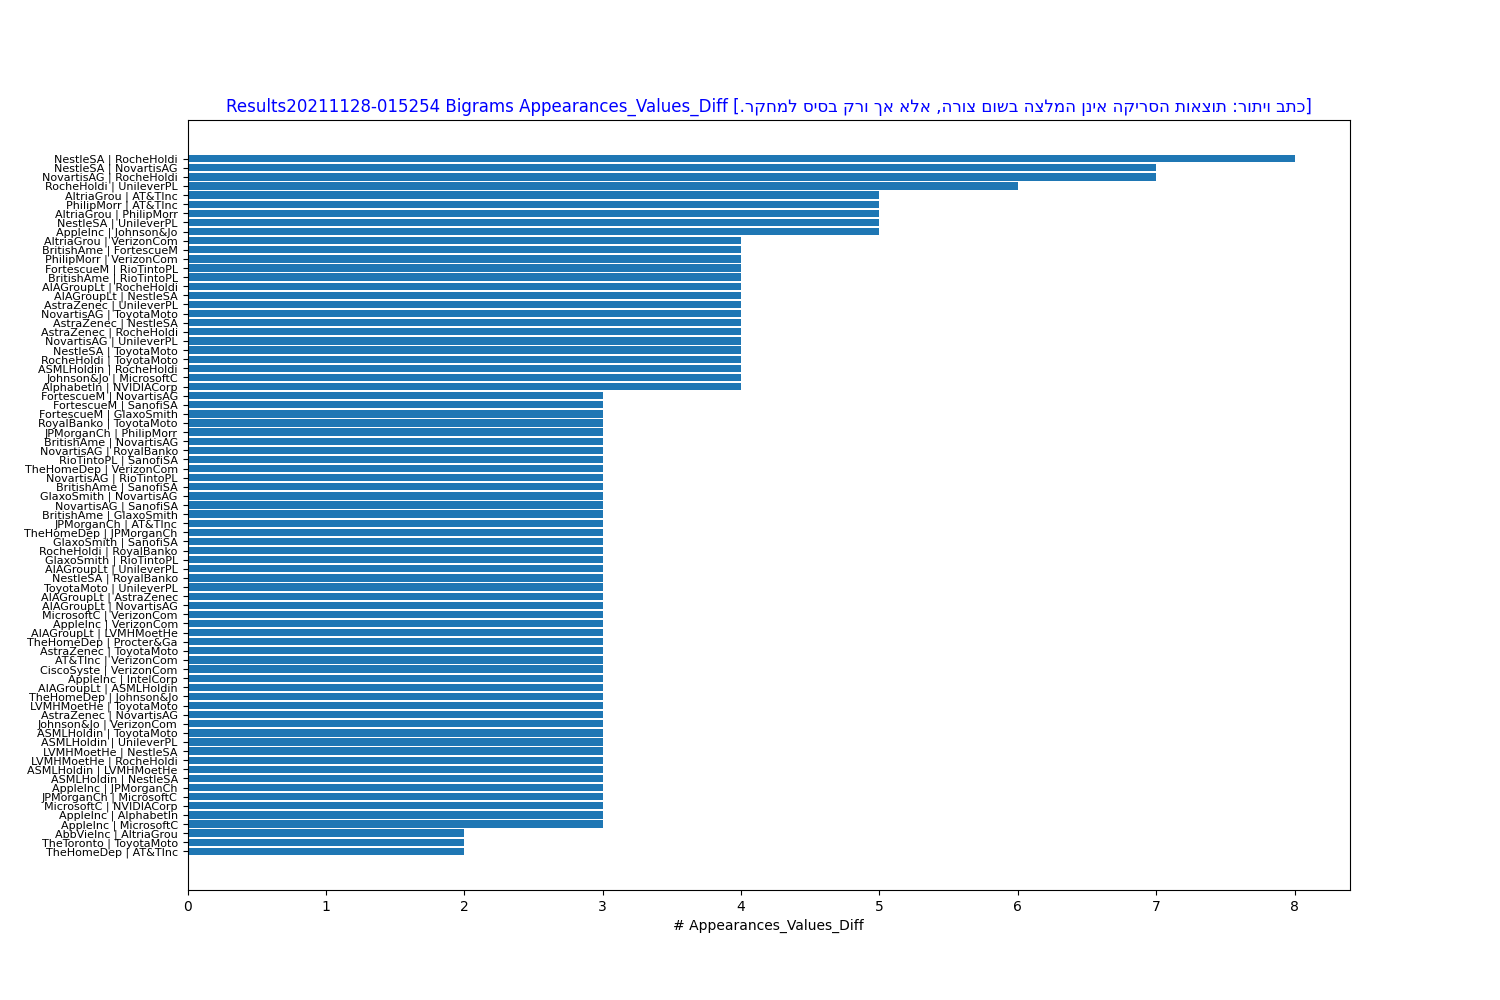 Results20211128-015254 Bigrams Appearances_Values_Diff [כתב ויתור: תוצאות הסריקה אינן המלצה בשום צורה, אלא אך ורק בסיס למחקר.]
NestleSA | RocheHoldi
NestleSA | NovartisAG
NovartisAG | RocheHoldi
RocheHoldi | UnileverPL
AltriaGrou | AT&TInc
PhilipMorr | AT&TInc
AltriaGrou | PhilipMorr
NestleSA | UnileverPL
AppleInc | Johnson&Jo
AltriaGrou | VerizonCom
BritishAme | FortescueM
PhilipMorr | VerizonCom
FortescueM | RioTintoPL
BritishAme | RioTintoPL
AIAGroupLt | RocheHoldi
AIAGroupLt | NestleSA
AstraZenec | UnileverPL
NovartisAG | ToyotaMoto
AstraZenec | NestleSA
AstraZenec | RocheHoldi
NovartisAG | UnileverPL
NestleSA | ToyotaMoto
RocheHoldi | ToyotaMoto
ASMLHoldin | RocheHoldi
Johnson&Jo | MicrosoftC
AlphabetIn | NVIDIACorp
FortescueM | NovartisAG
FortescueM | SanofiSA
FortescueM | GlaxoSmith
RoyalBanko | ToyotaMoto
JPMorganCh | PhilipMorr
BritishAme | NovartisAG
NovartisAG | RoyalBanko
RioTintoPL | SanofiSA
TheHomeDep | VerizonCom
NovartisAG | RioTintoPL
BritishAme | SanofiSA
GlaxoSmith | NovartisAG
NovartisAG | SanofiSA
BritishAme | GlaxoSmith
JPMorganCh | AT&TInc
TheHomeDep | JPMorganCh
GlaxoSmith | SanofiSA
RocheHoldi | RoyalBanko
GlaxoSmith | RioTintoPL
AIAGroupLt | UnileverPL
NestleSA | RoyalBanko
ToyotaMoto | UnileverPL
AIAGroupLt | AstraZenec
AIAGroupLt | NovartisAG
MicrosoftC | VerizonCom
AppleInc | VerizonCom
AIAGroupLt | LVMHMoetHe
TheHomeDep | Procter&Ga
AstraZenec | ToyotaMoto
AT&TInc | VerizonCom
CiscoSyste | VerizonCom
AppleInc | IntelCorp
AIAGroupLt | ASMLHoldin
TheHomeDep | Johnson&Jo
LVMHMoetHe | ToyotaMoto
AstraZenec | NovartisAG
Johnson&Jo | VerizonCom
ASMLHoldin | ToyotaMoto
ASMLHoldin | UnileverPL
LVMHMoetHe | NestleSA
LVMHMoetHe | RocheHoldi
ASMLHoldin | LVMHMoetHe
ASMLHoldin | NestleSA
AppleInc | JPMorganCh
JPMorganCh | MicrosoftC
MicrosoftC | NVIDIACorp
AppleInc | AlphabetIn
AppleInc | MicrosoftC
AbbVieInc | AltriaGrou
TheToronto | ToyotaMoto
TheHomeDep | AT&TInc
0 1 2 3 4 5 6 7 8
# Appearances_Values_Diff